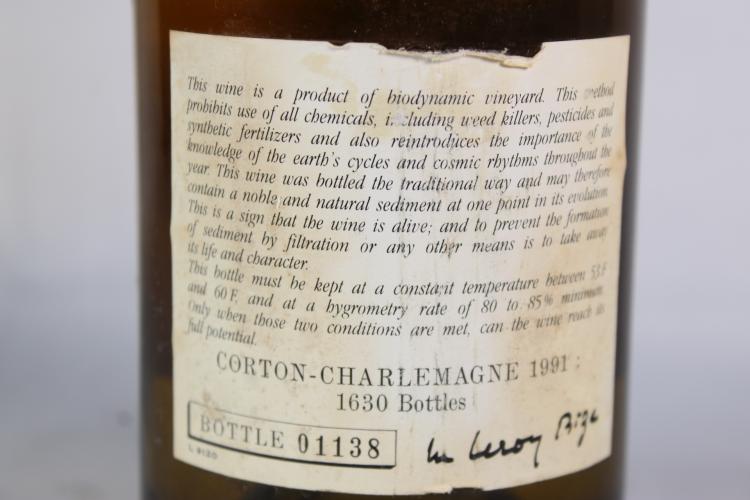 This wine is a product of biodynamic vineyard. This method
prohibits use of all chemicals, including weed killers, pesticides and
synthetic fertilizers and also reintroduces the importance of the
knowledge of the earth's cycles and cosmic rhythms throughout the
year. This wine was bottled the traditional way and may therefore
contain a noble and natural sediment at one point in its evolution.
This is a sign that the wine is alive; and to prevent the formation
of sediment by filtration or any other means is to take away
its life and character.
This bottle must be kept at a constant temperature between 53 F
and 60 F, and at a hygrometry rate of 80 to 85% minimum.
Only when those two conditions are met, can the wine reach its
full potential.
CORTON-CHARLEMAGNE 1991 :
1630 Bottles
BOTTLE 01138
Leroy Bize
L 9120